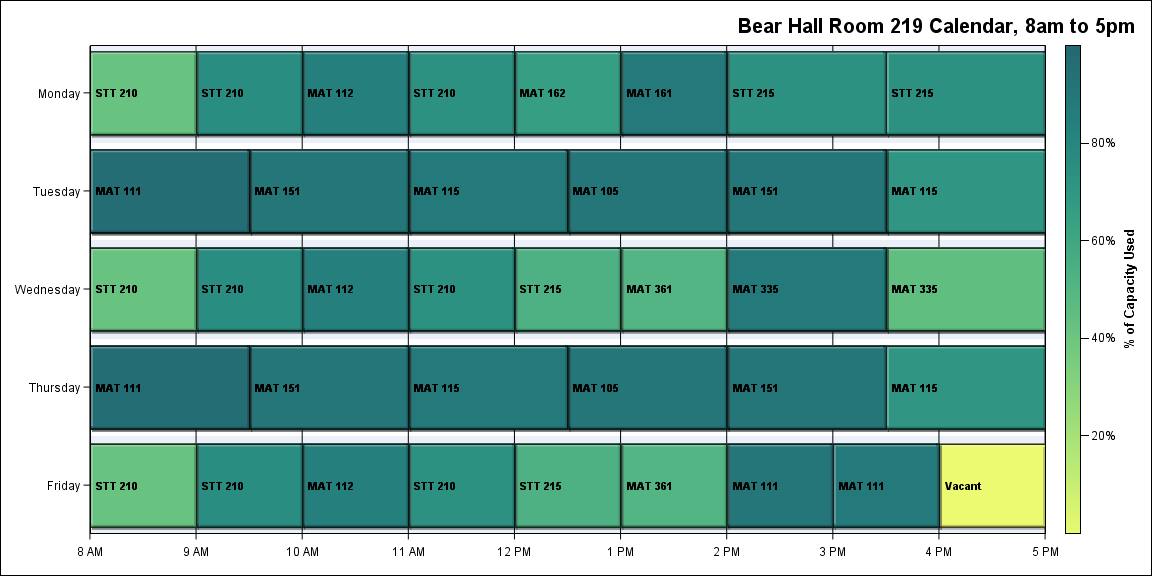 Bear Hall Room 219 Calendar, 8am to 5pm
Monday
STT 210
STT 210
MAT 112
STT 210
MAT 162
MAT 161
STT 215
STT 215
Tuesday
MAT 111
MAT 151
MAT 115
MAT 105
MAT 151
MAT 115
Wednesday
STT 210
STT 210
MAT 112
STT 210
STT 215
MAT 361
MAT 335
MAT 335
Thursday
MAT 111
MAT 151
MAT 115
MAT 105
MAT 151
MAT 115
Friday
STT 210
STT 210
MAT 112
STT 210
STT 215
MAT 361
MAT 111
MAT 111
Vacant
8 AM
9 AM
10 AM
11 AM
12 PM
1 PM
2 PM
3 PM
4 PM
5 PM
80%
60%
40%
20%
% of Capacity Used